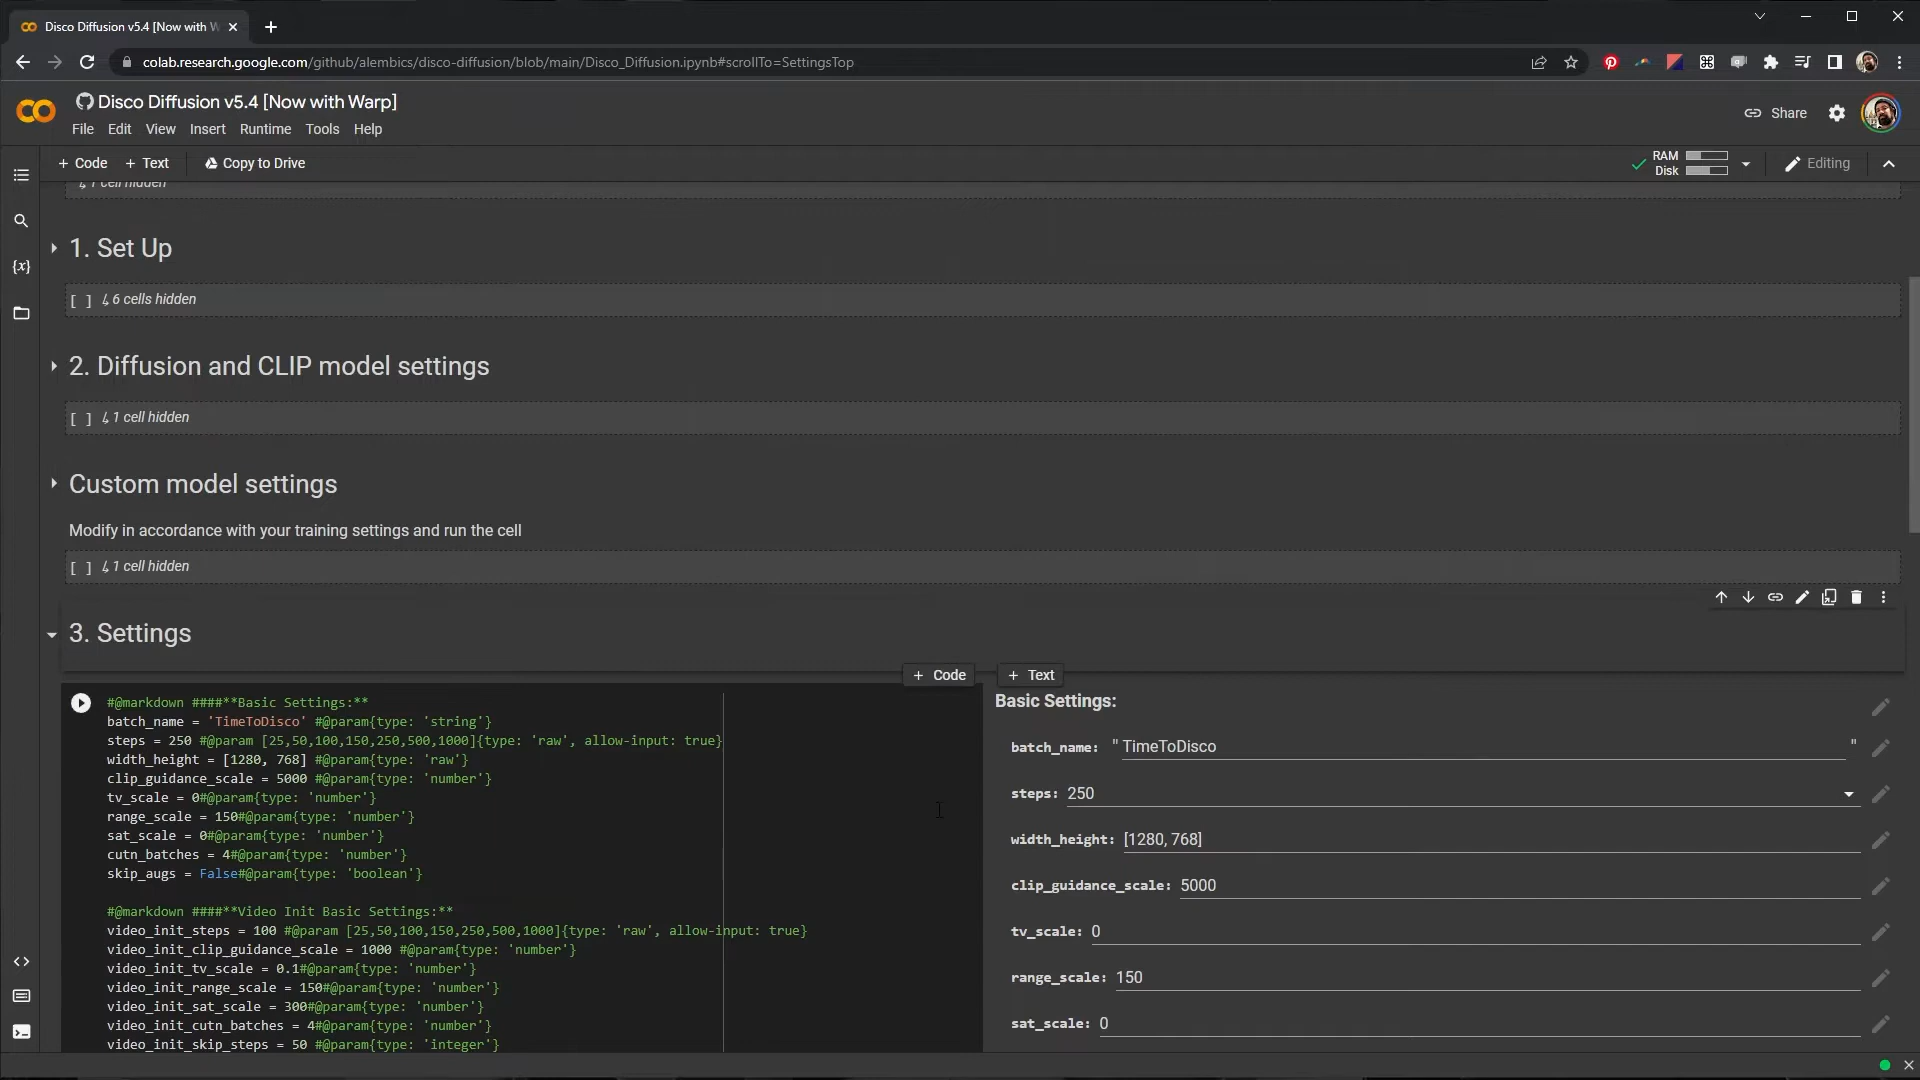 Disco Diffusion v5.4 [Now with W
colab.research.google.com/github/alembics/disco-diffusion/blob/main/Disco_Diffusion.ipynb#scrollTo=SettingsTop
Disco Diffusion v5.4 [Now with Warp]
File Edit View Insert Runtime Tools Help
Share
+ Code + Text Copy to Drive
RAM
Disk
Editing
↳ 1 cell hidden
{x}
1. Set Up
[ ] ↳ 6 cells hidden
2. Diffusion and CLIP model settings
[ ] ↳ 1 cell hidden
Custom model settings
Modify in accordance with your training settings and run the cell
[ ] ↳ 1 cell hidden
3. Settings
+ Code + Text
#@markdown ####**Basic Settings:**
batch_name = 'TimeToDisco' #@param{type: 'string'}
steps = 250 #@param [25,50,100,150,250,500,1000]{type: 'raw', allow-input: true}
width_height = [1280, 768] #@param{type: 'raw'}
clip_guidance_scale = 5000 #@param{type: 'number'}
tv_scale = 0#@param{type: 'number'}
range_scale = 150#@param{type: 'number'}
sat_scale = 0#@param{type: 'number'}
cutn_batches = 4#@param{type: 'number'}
skip_augs = False#@param{type: 'boolean'}
#@markdown ####**Video Init Basic Settings:**
video_init_steps = 100 #@param [25,50,100,150,250,500,1000]{type: 'raw', allow-input: true}
video_init_clip_guidance_scale = 1000 #@param{type: 'number'}
video_init_tv_scale = 0.1#@param{type: 'number'}
video_init_range_scale = 150#@param{type: 'number'}
video_init_sat_scale = 300#@param{type: 'number'}
video_init_cutn_batches = 4#@param{type: 'number'}
video_init_skip_steps = 50 #@param{type: 'integer'}
Basic Settings:
batch_name: " TimeToDisco "
steps: 250
width_height: [1280, 768]
clip_guidance_scale: 5000
tv_scale: 0
range_scale: 150
sat_scale: 0